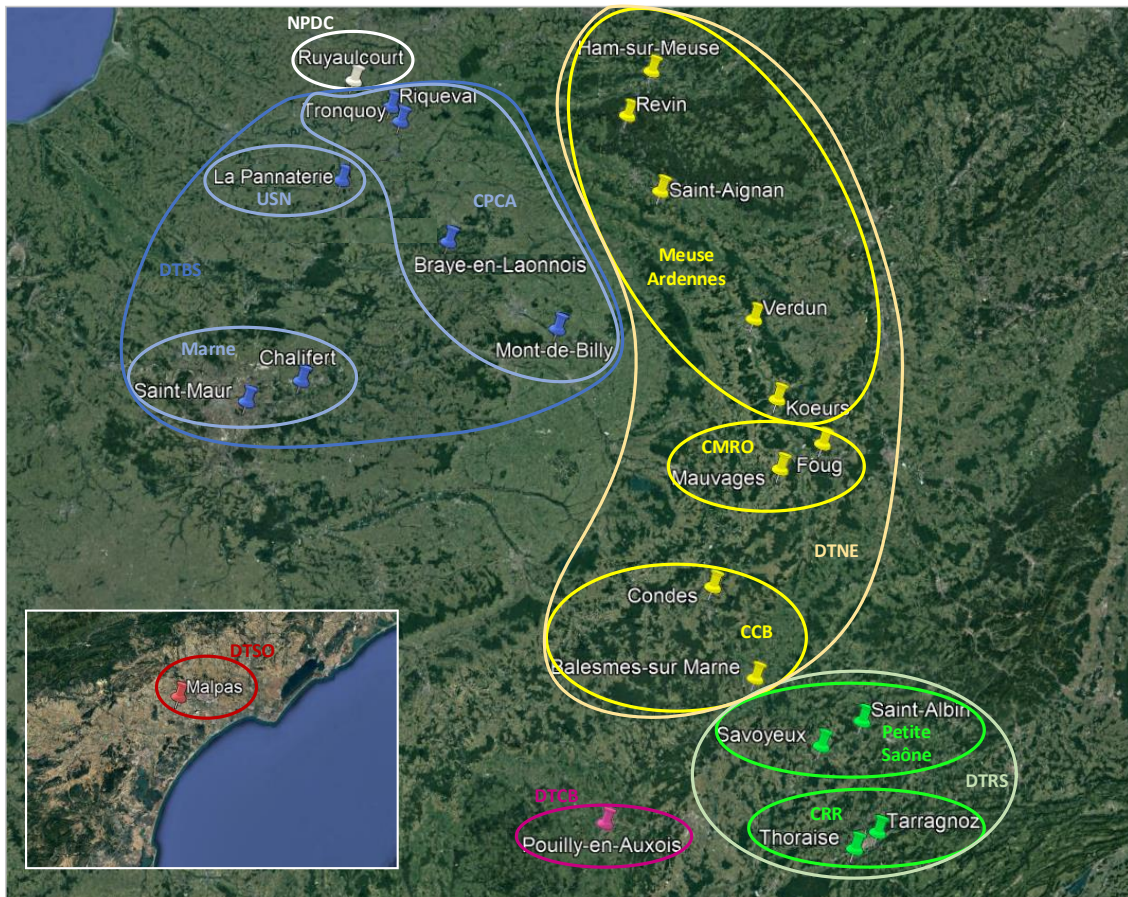 NPDC
Ruyaulcourt
Ham-sur-Meuse
Riqueval
Tronquoy
Revin
La Pannaterie
USN
CPCA
Saint-Aignan
DTBS
Braye-en-Laonnois
Meuse
Ardennes
Verdun
Marne
Chalifert
Mont-de-Billy
Saint-Maur
Koeurs
CMRO
Foug
Mauvages
DTNE
Condes
CCB
Balesmes-sur Marne
DTSO
Malpas
Saint-Albin
Savoyeux
Petite
Saône
DTRS
DTCB
Pouilly-en-Auxois
CRR
Tarragnoz
Thoraise